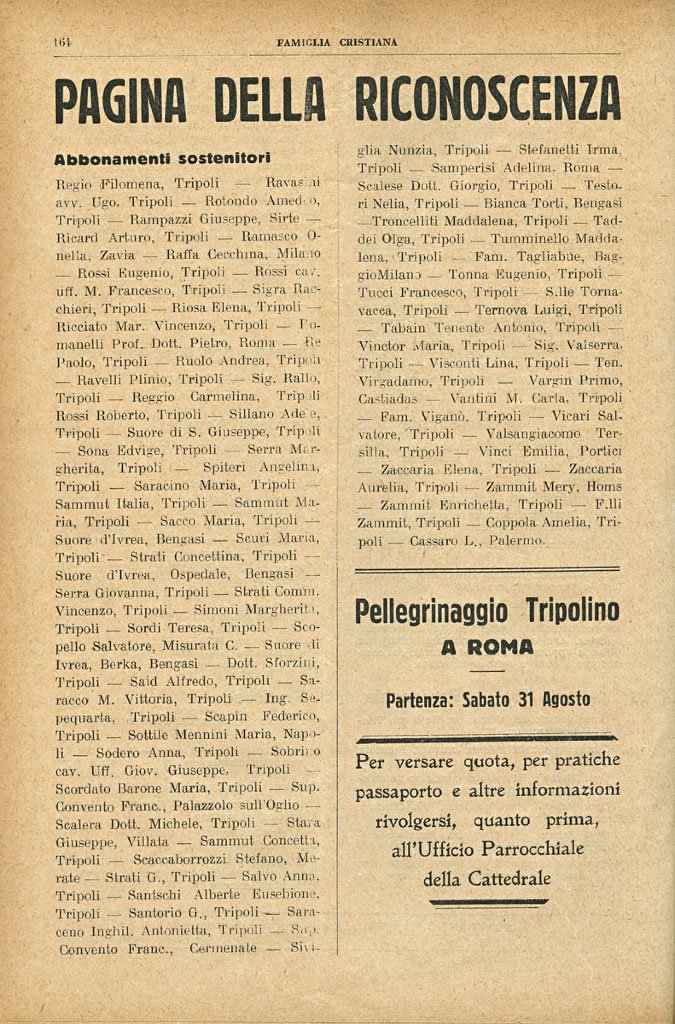 164
FAMIGLIA CRISTIANA
PAGINA DELLA RICONOSCENZA
Abbonamenti sostenitori
Regio Filomena, Tripoli — Ravasini
avv. Ugo, Tripoli — Rotondo Amedeo,
Tripoli — Rampazzi Giuseppe, Sirte —
Ricard Arturo, Tripoli — Ramasco O-
nella, Zavia — Raffa Cecchina, Milano
— Rossi Eugenio, Tripoli — Rossi cav.
uff. M. Francesco, Tripoli — Sigra Rac-
chieri, Tripoli — Riosa Elena, Tripoli —
Ricciato Mar. Vincenzo, Tripoli — Ro-
manelli Prof. Dott. Pietro, Roma — Re
Paolo, Tripoli — Ruolo Andrea, Tripoli
— Ravelli Plinio, Tripoli — Sig. Rallo,
Tripoli — Reggio Carmelina, Tripoli
Rossi Roberto, Tripoli — Sillano Adele,
Tripoli — Suore di S. Giuseppe, Tripoli
— Sona Edvige, Tripoli — Serra Mar-
gherita, Tripoli — Spiteri Angelina,
Tripoli — Saracino Maria, Tripoli —
Sammut Italia, Tripoli — Sammut Ma-
ria, Tripoli — Sacco Maria, Tripoli —
Suore d'Ivrea, Bengasi — Scuri Maria,
Tripoli — Strati Concettina, Tripoli —
Suore d'Ivrea, Ospedale, Bengasi —
Serra Giovanna, Tripoli — Strati Comm.
Vincenzo, Tripoli — Simoni Margherita,
Tripoli — Sordi Teresa, Tripoli — Sco-
pello Salvatore, Misurata C. — Suore di
Ivrea, Berka, Bengasi — Dott. Sforzini,
Tripoli — Said Alfredo, Tripoli — Sa-
racco M. Vittoria, Tripoli — Ing. Se-
pequarta, Tripoli — Scapin Federico,
Tripoli — Sottile Mennini Maria, Napo-
li — Sodero Anna, Tripoli — Sobrino
cav. Uff. Giov. Giuseppe, Tripoli —
Scordato Barone Maria, Tripoli — Sup.
Convento Franc., Palazzolo sull'Oglio —
Scalera Dott. Michele, Tripoli — Stara
Giuseppe, Villata — Sammut Concetta,
Tripoli — Scaccaborrozzi Stefano, Me-
rate — Strati G., Tripoli — Salvo Anna,
Tripoli — Santschi Alberte Eusebione,
Tripoli — Santorio G., Tripoli — Sara-
ceno Inghil. Antonietta, Tripoli — Sup.
Convento Franc., Cermenate — Sivi-
glia Nunzia, Tripoli — Stefanetti Irma,
Tripoli — Samperisi Adelina, Roma —
Scalese Dott. Giorgio, Tripoli — Testo-
ri Nelia, Tripoli — Bianca Torti, Bengasi
—Troncelliti Maddalena, Tripoli — Tad-
dei Olga, Tripoli — Tumminello Madda-
lena, Tripoli — Fam. Tagliabue, Bag-
gioMilano — Tonna Eugenio, Tripoli —
Tucci Francesco, Tripoli — S.lle Torna-
vacca, Tripoli — Ternova Luigi, Tripoli
— Tabain Tenente Antonio, Tripoli —
Vinctor Maria, Tripoli — Sig. Valserra,
Tripoli — Visconti Lina, Tripoli — Ten.
Virgadamo, Tripoli — Vargin Primo,
Castiadas — Vantini M. Carla, Tripoli
— Fam. Viganò, Tripoli — Vicari Sal-
vatore, Tripoli — Valsangiacomo Ter-
silla, Tripoli — Vinci Emilia, Portici
— Zaccaria Elena, Tripoli — Zaccaria
Aurelia, Tripoli — Zammit Mery, Homs
— Zammit Enrichetta, Tripoli — F.lli
Zammit, Tripoli — Coppola Amelia, Tri-
poli — Cassaro L., Palermo.
Pellegrinaggio Tripolino
A ROMA
Partenza: Sabato 31 Agosto
Per versare quota, per pratiche
passaporto e altre informazioni
rivolgersi, quanto prima,
all'Ufficio Parrocchiale
della Cattedrale